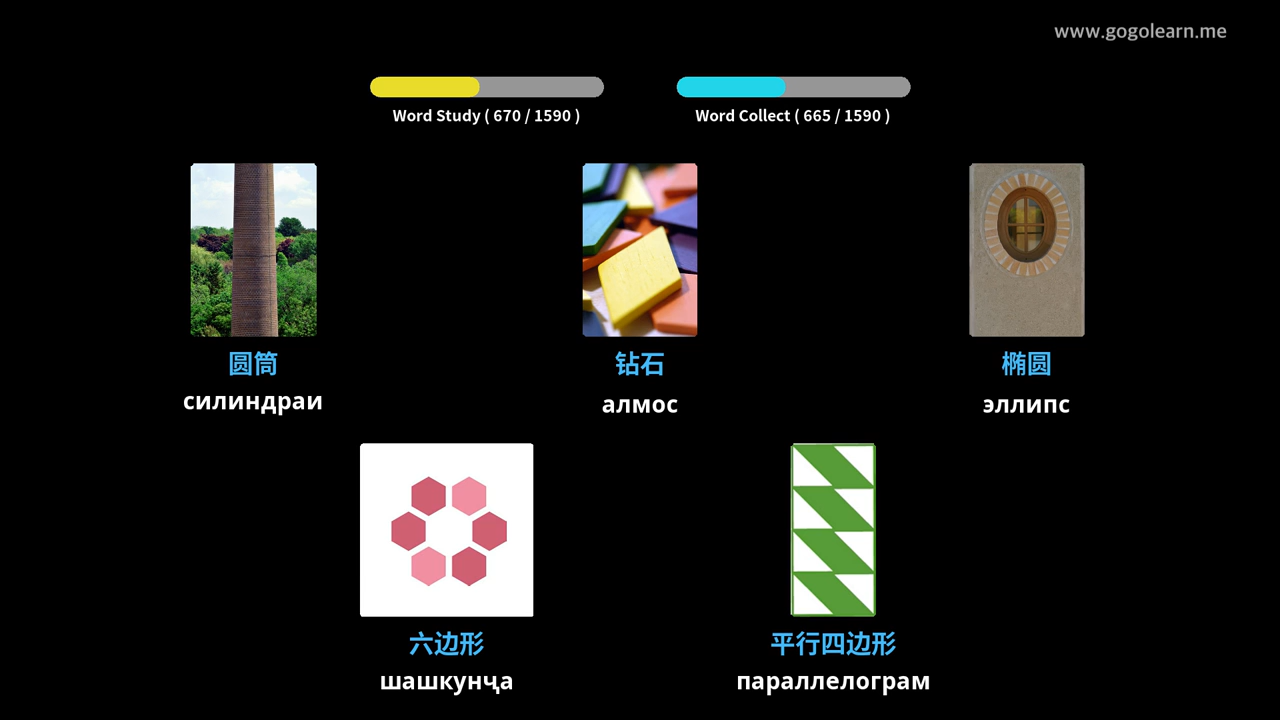 www.gogolearn.me
Word Study ( 670 / 1590 )
Word Collect ( 665 / 1590 )
圆筒
силиндраи
钻石
алмос
椭圆
эллипс
六边形
шашкунҷа
平行四边形
параллелограм